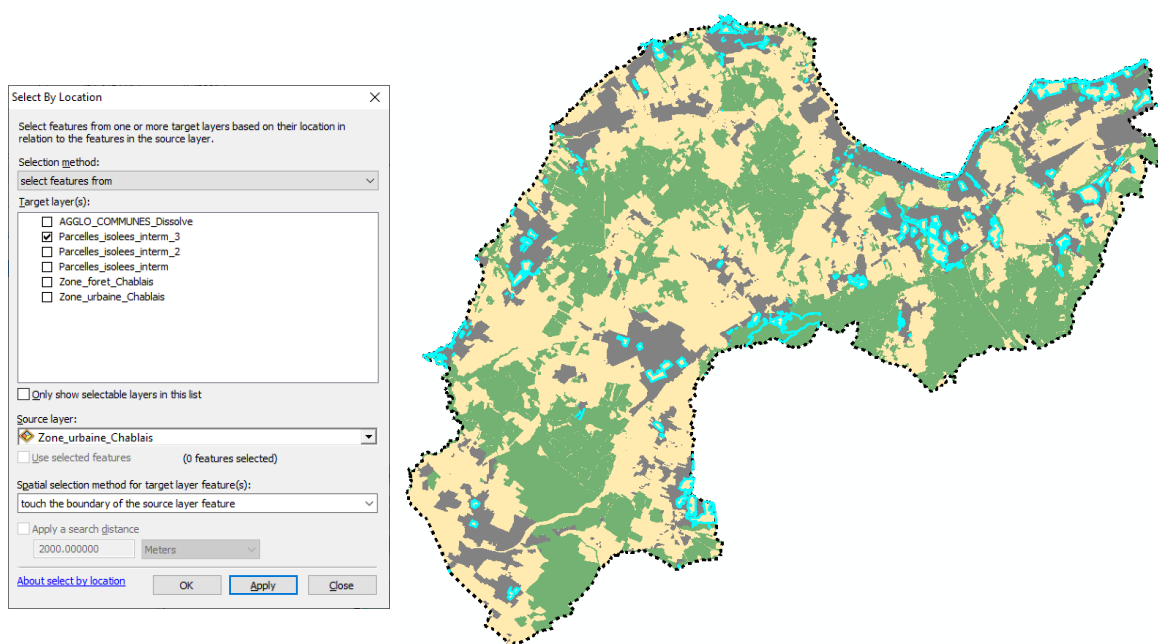 Select By Location
Select features from one or more target layers based on their location in
relation to the features in the source layer.
Selection method:
select features from
Target layer(s):
AGGLO_COMMUNES_Dissolve
Parcelles_isolees_interm_3
Parcelles_isolees_interm_2
Parcelles_isolees_interm
Zone_foret_Chablais
Zone_urbaine_Chablais
Only show selectable layers in this list
Source layer:
Zone_urbaine_Chablais
Use selected features (0 features selected)
Spatial selection method for target layer feature(s):
touch the boundary of the source layer feature
Apply a search distance
2000.000000 Meters
About select by location OK Apply Close